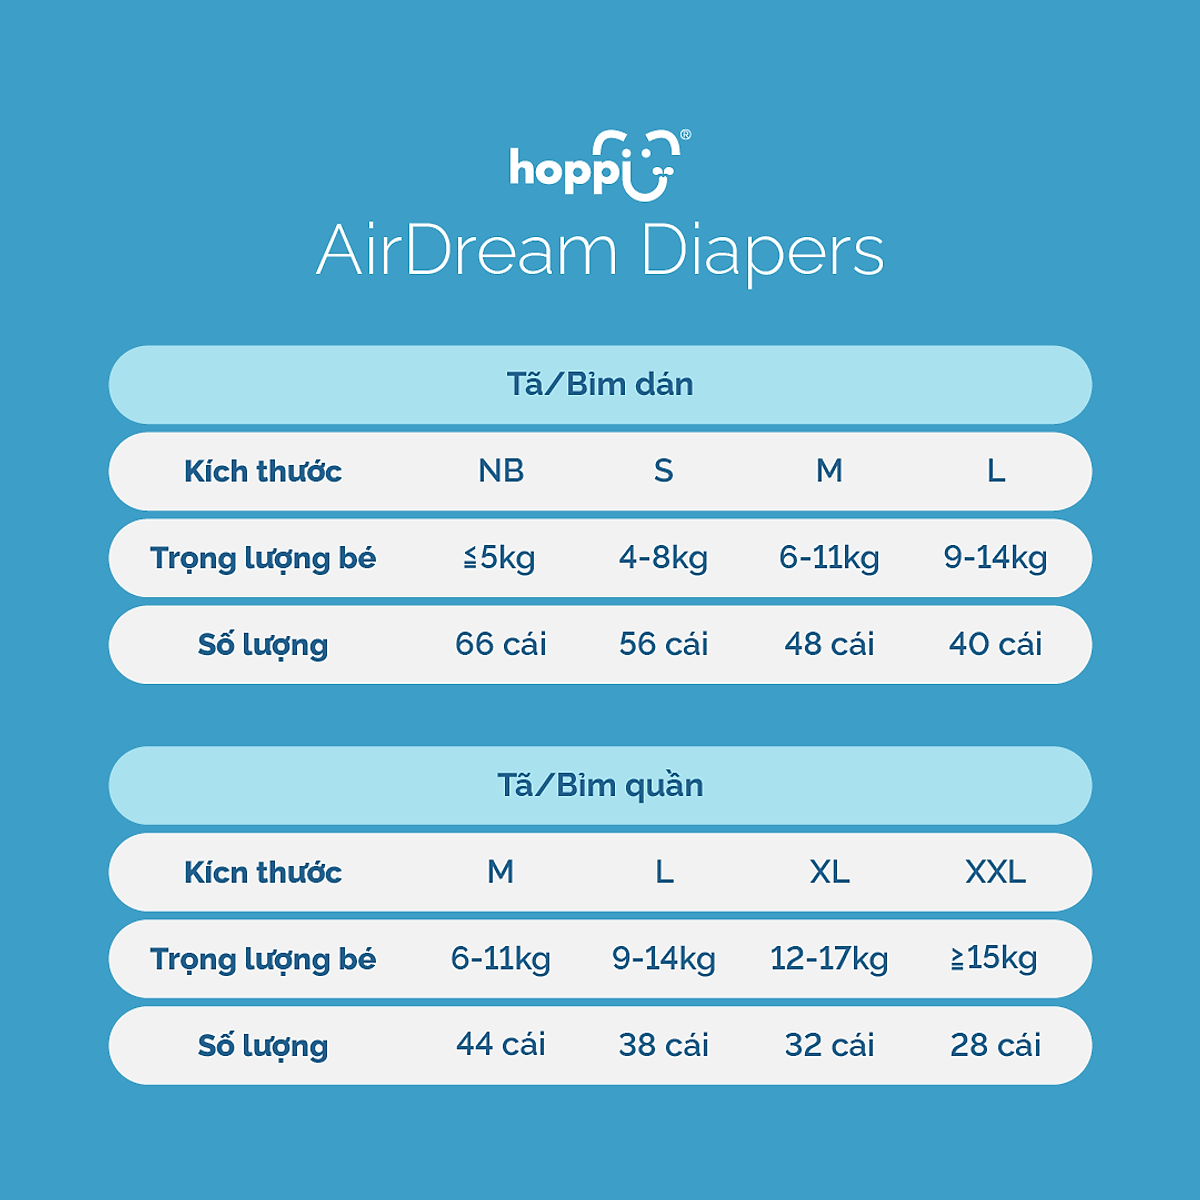 hoppi®
AirDream Diapers
Tã/Bỉm dán
Kích thước NB S M L
Trọng lượng bé ≦5kg 4-8kg 6-11kg 9-14kg
Số lượng 66 cái 56 cái 48 cái 40 cái
Tã/Bỉm quần
Kícn thước M L XL XXL
Trọng lượng bé 6-11kg 9-14kg 12-17kg ≧15kg
Số lượng 44 cái 38 cái 32 cái 28 cái